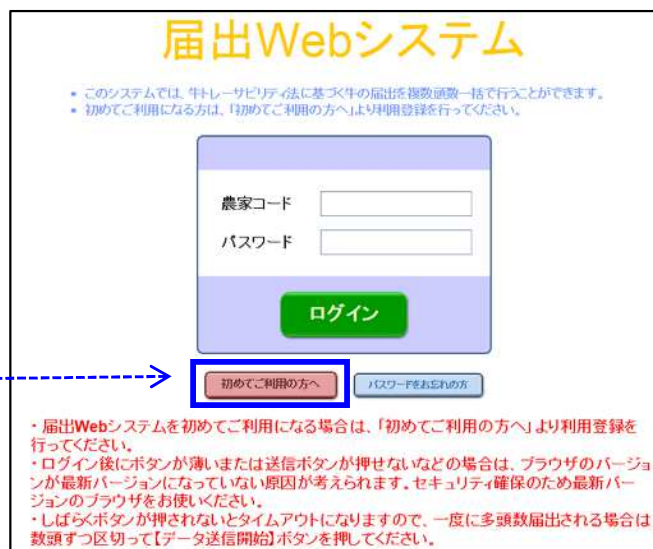 届出Webシステム
• このシステムでは、牛トレーサビリティ法に基づく牛の届出を複数頭数一括で行うことができます。
• 初めてご利用になる方は、「初めてご利用の方へ」より利用登録を行ってください。
農家コード
パスワード
ログイン
初めてご利用の方へ パスワードをお忘れの方
・届出Webシステムを初めてご利用になる場合は、「初めてご利用の方へ」より利用登録を
行ってください。
・ログイン後にボタンが薄いまたは送信ボタンが押せないなどの場合は、ブラウザのバージョ
ンが最新バージョンになっていない原因が考えられます。セキュリティ確保のため最新バー
ジョンのブラウザをお使いください。
・しばらくボタンが押されないとタイムアウトになりますので、一度に多頭数届出される場合は
数頭ずつ区切って【データ送信開始】ボタンを押してください。